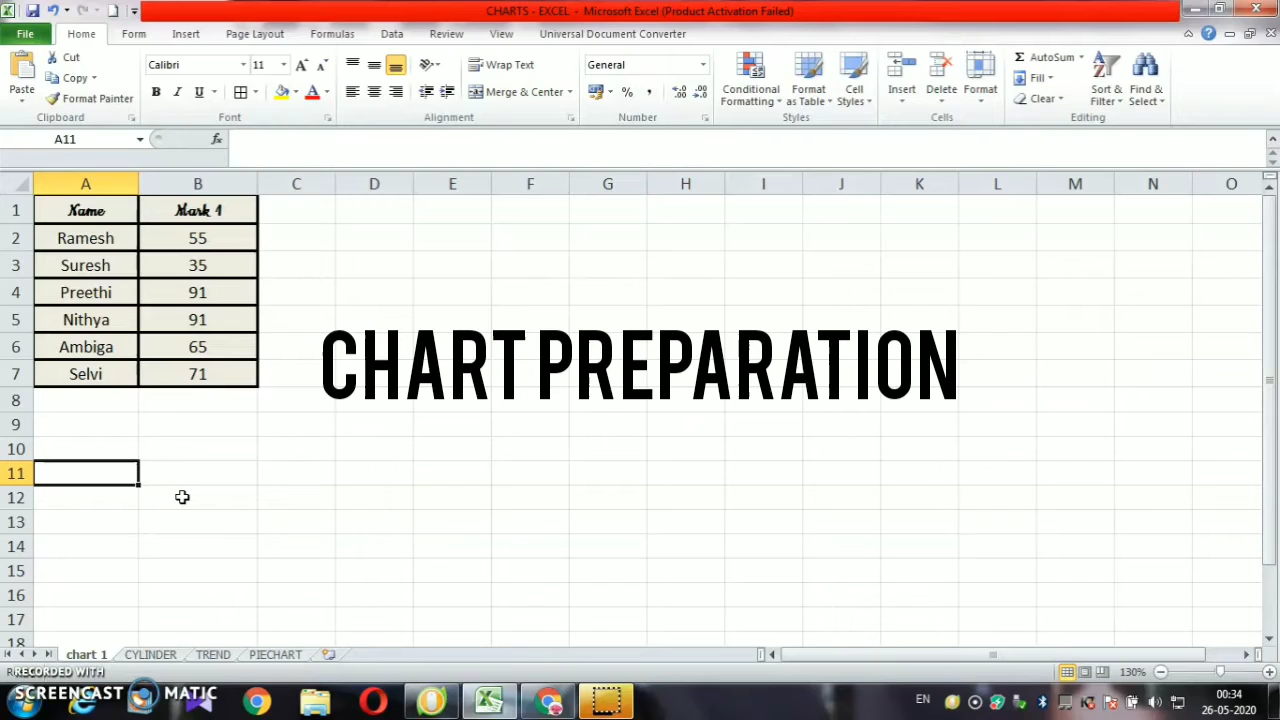 CHARTS - EXCEL - Microsoft Excel (Product Activation Failed)
File Home Form Insert Page Layout Formulas Data Review View Universal Document Converter
Cut
Copy
Format Painter
Paste
Clipboard
Calibri 11
B I U
Font
Wrap Text
Merge & Center
Alignment
General
%
Number
Conditional Formatting
Format as Table
Cell Styles
Styles
Insert
Delete
Format
Cells
AutoSum
Fill
Clear
Sort & Filter
Find & Select
Editing
A11 fx
A B C D E F G H I J K L M N O
1 Name Mark 1
2 Ramesh 55
3 Suresh 35
4 Preethi 91
5 Nithya 91
6 Ambiga 65
7 Selvi 71
CHART PREPARATION
8
9
10
11
12
13
14
15
16
17
18
chart 1 CYLINDER TREND PIECHART
130%
RECORDED WITH
SCREENCAST MATIC
EN
00:34
26-05-2020